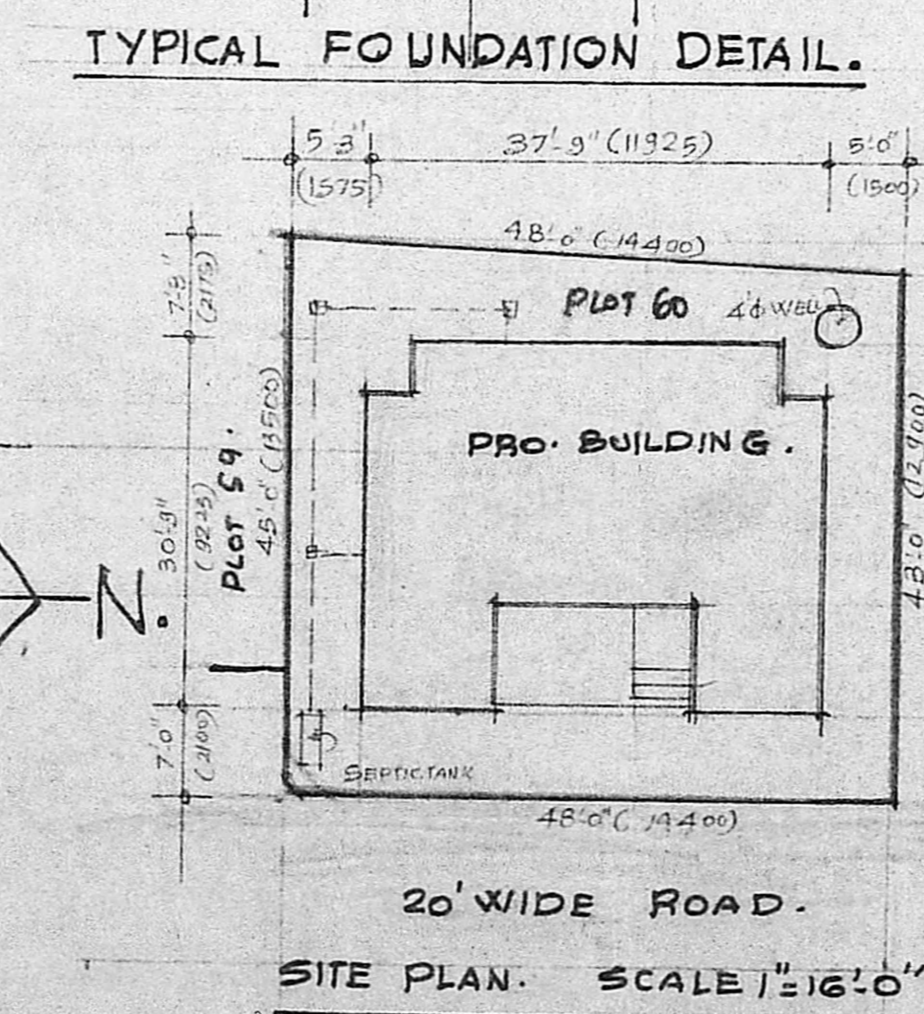 TYPICAL FOUNDATION DETAIL.
5'3" 37'-9" (11925) 5'-0"
(1575) (1500)
48'-0" (14400)
7'-3"
(2175)
PLOT 60 4'ɸ WELL
PRO. BUILDING.
45'-0" (13500)
PLOT 59.
30'-9"
(9225)
43'-0" (12900)
N.
7'-0"
(2100)
SEPTIC TANK
48'-0" (14400)
20' WIDE ROAD.
SITE PLAN. SCALE 1"=16'-0"